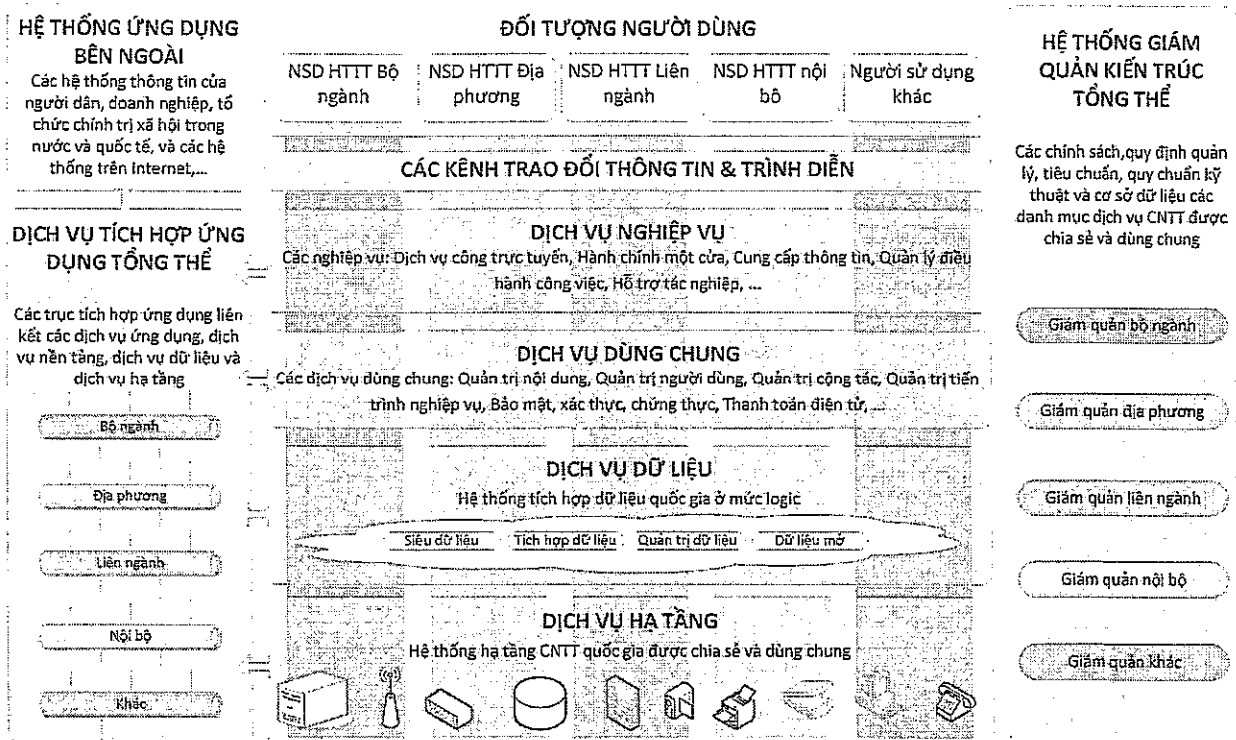 HỆ THỐNG ỨNG DỤNG
BÊN NGOÀI
Các hệ thống thông tin của
người dân, doanh nghiệp, tổ
chức chính trị xã hội trong
nước và quốc tế, và các hệ
thống trên internet,...
DỊCH VỤ TÍCH HỢP ỨNG
DỤNG TỔNG THỂ
Các trục tích hợp ứng dụng liên
kết các dịch vụ ứng dụng, dịch
vụ nền tảng, dịch vụ dữ liệu và
dịch vụ hạ tầng
Bộ ngành
Địa phương
Liên ngành
Nội bộ
Khác
ĐỐI TƯỢNG NGƯỜI DÙNG
NSD HTTT Bộ
ngành
NSD HTTT Địa
phương
NSD HTTT Liên
ngành
NSD HTTT nội
bộ
Người sử dụng
khác
CÁC KÊNH TRAO ĐỔI THÔNG TIN & TRÌNH DIỄN
DỊCH VỤ NGHIỆP VỤ
Các nghiệp vụ: Dịch vụ công trực tuyến, Hành chính một cửa, Cung cấp thông tin, Quản lý điều
hành công việc, Hỗ trợ tác nghiệp, ...
DỊCH VỤ DÙNG CHUNG
Các dịch vụ dùng chung: Quản trị nội dung, Quản trị người dùng, Quản trị cộng tác, Quản trị tiến
trình nghiệp vụ, Bảo mật, xác thực, chứng thực, Thanh toán điện tử, ...
DỊCH VỤ DỮ LIỆU
Hệ thống tích hợp dữ liệu quốc gia ở mức logic
Siêu dữ liệu
Tích hợp dữ liệu
Quản trị dữ liệu
Dữ liệu mở
DỊCH VỤ HẠ TẦNG
Hệ thống hạ tầng CNTT quốc gia được chia sẻ và dùng chung
HỆ THỐNG GIÁM
QUẢN KIẾN TRÚC
TỔNG THỂ
Các chính sách,quy định quản
lý, tiêu chuẩn, quy chuẩn kỹ
thuật và cơ sở dữ liệu các
danh mục dịch vụ CNTT được
chia sẻ và dùng chung
Giám quản bộ ngành
Giám quản địa phương
Giám quản liên ngành
Giám quản nội bộ
Giám quản khác